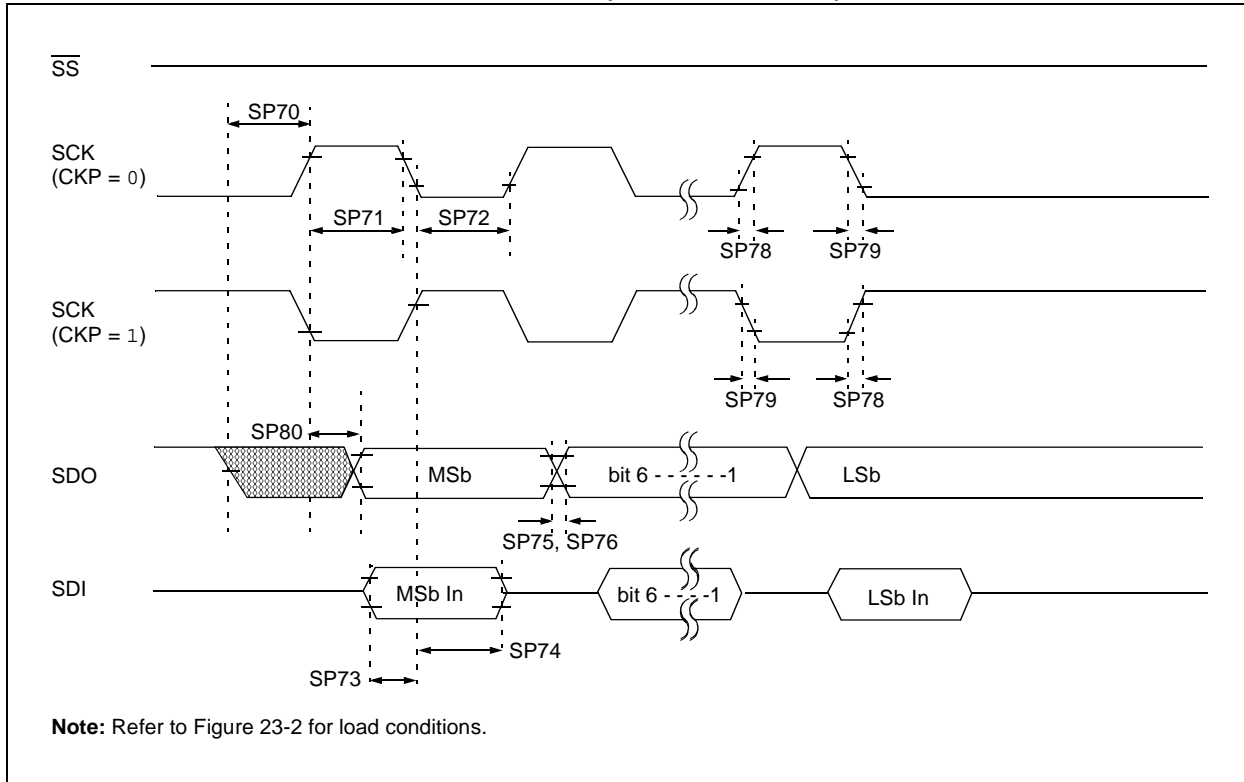 SS
SP70
SCK
(CKP = 0)
SP71
SP72
SP78
SP79
SCK
(CKP = 1)
SP79
SP78
SP80
SDO
MSb
bit 6 - - - - - -1
LSb
SP75, SP76
SDI
MSb In
bit 6 - - - -1
LSb In
SP74
SP73
Note: Refer to Figure 23-2 for load conditions.